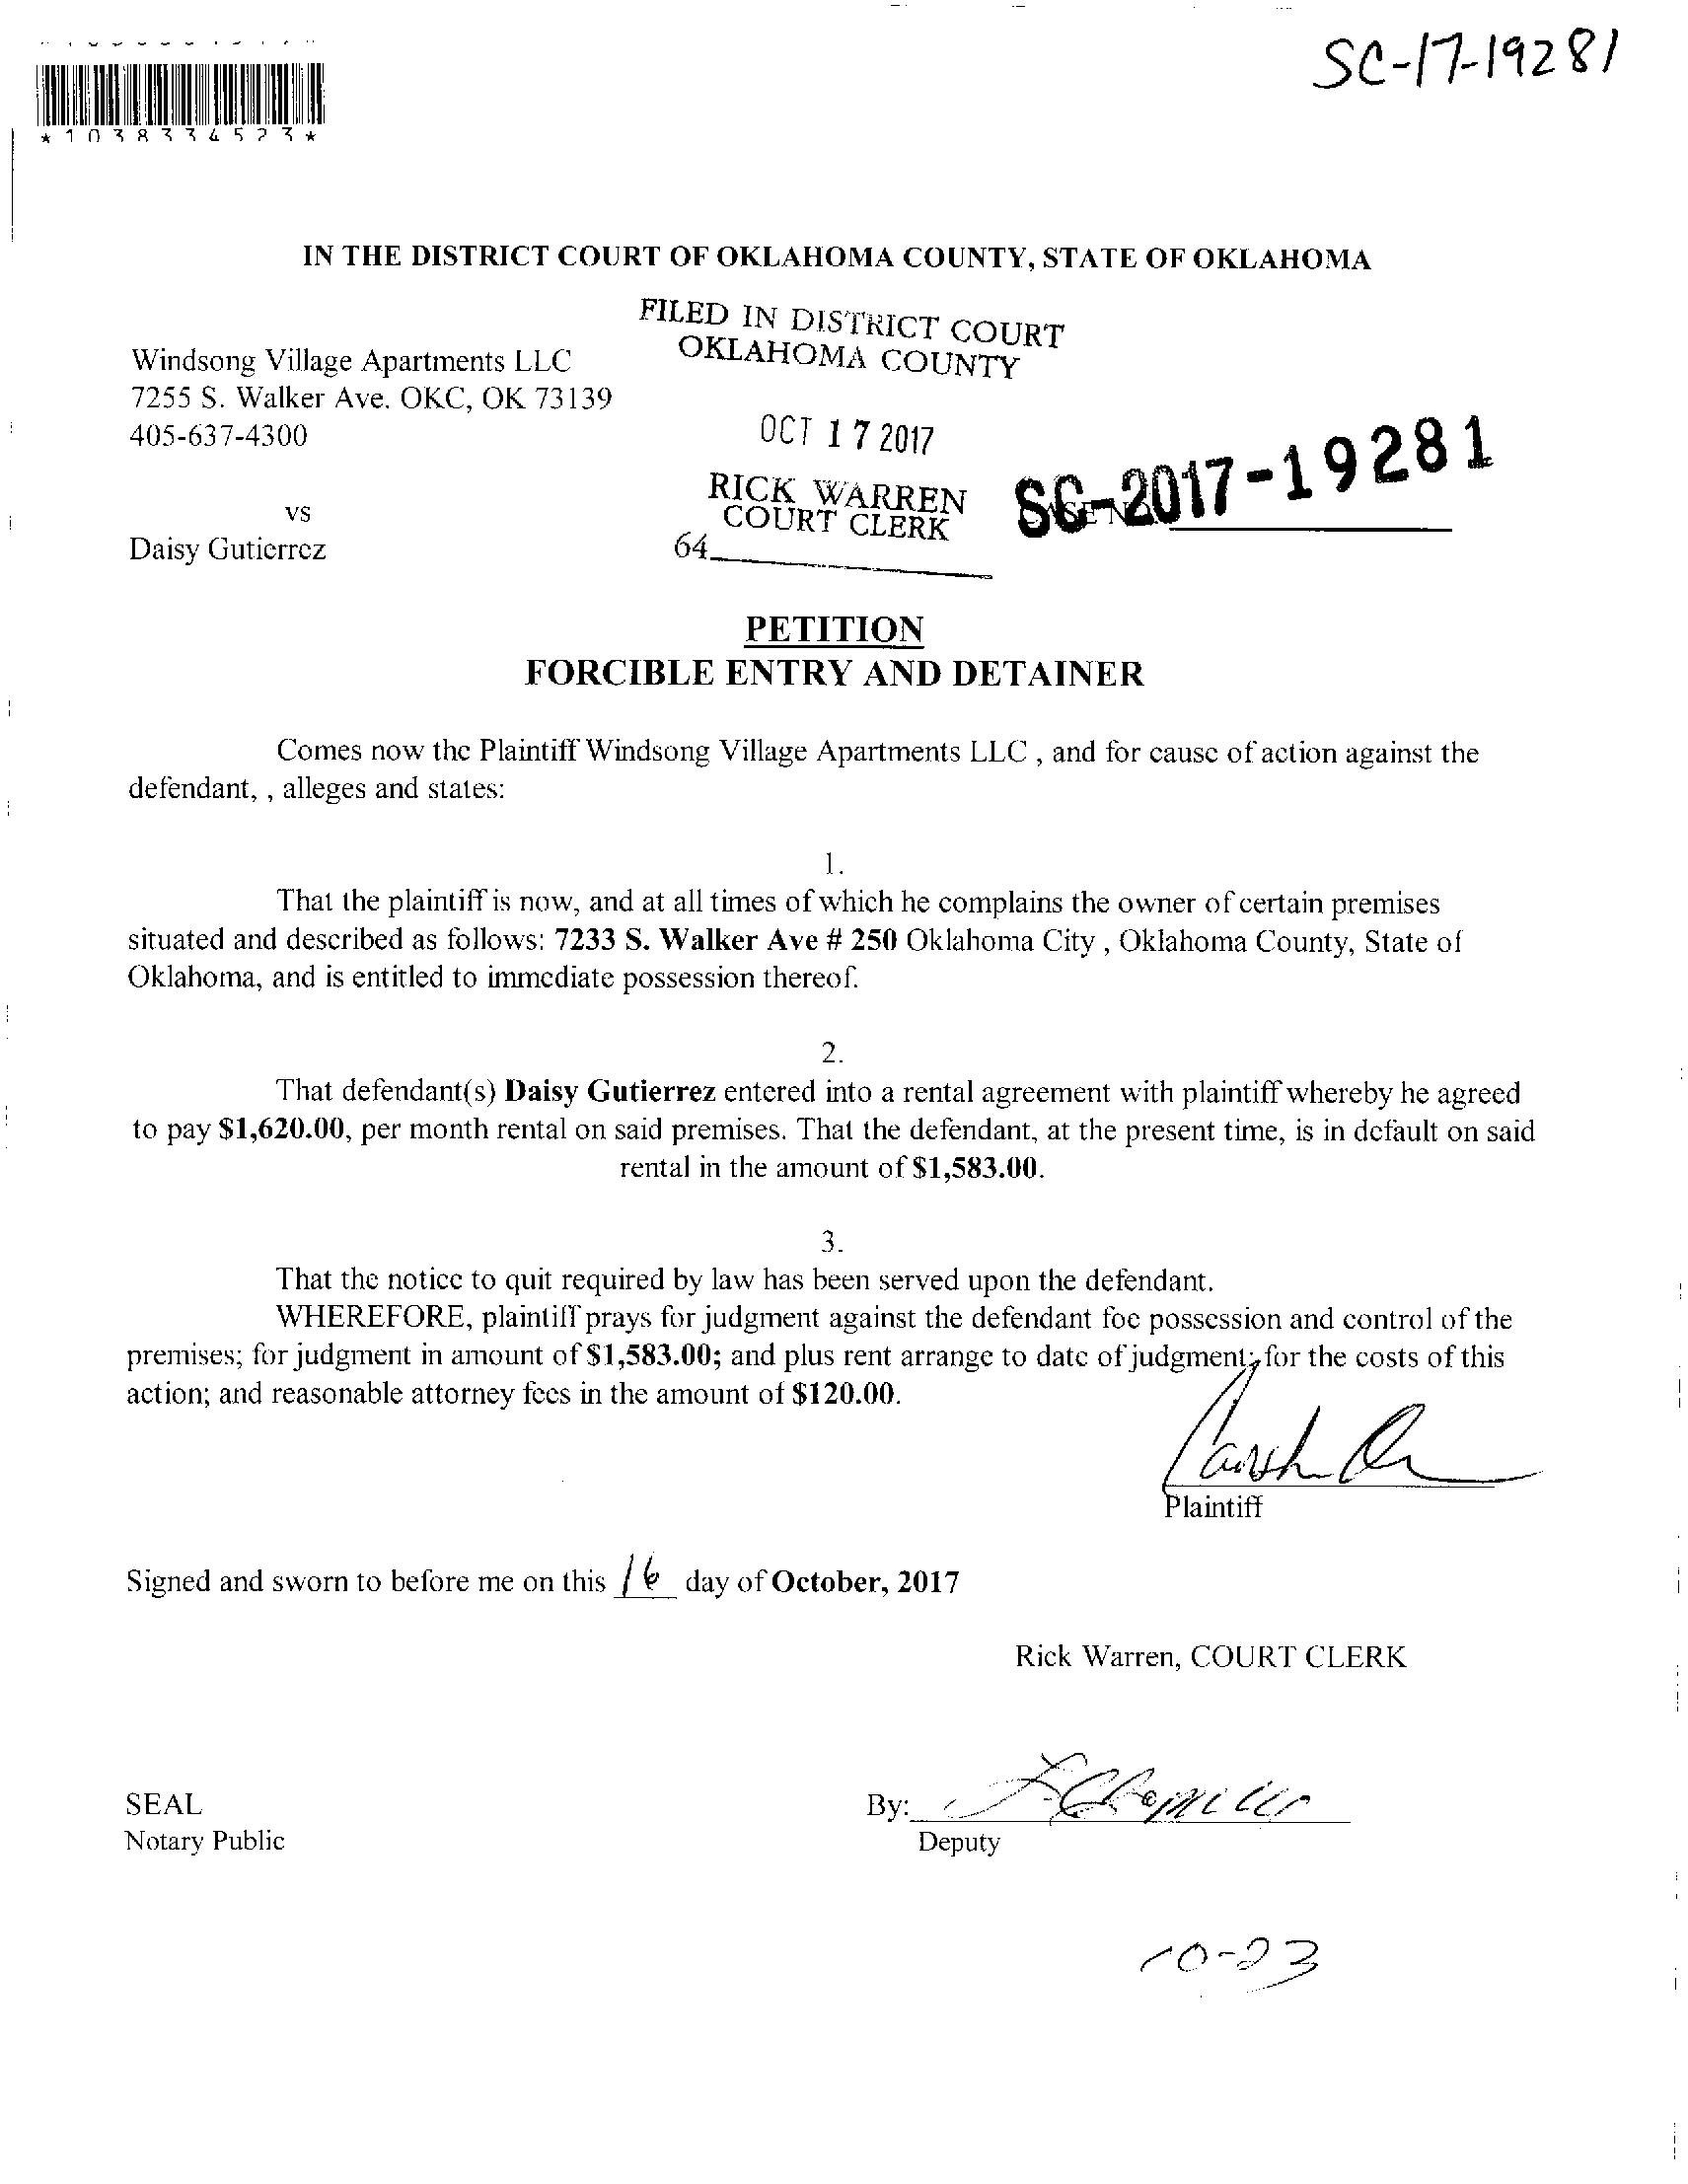 SC-17-19281
*1038334523*
IN THE DISTRICT COURT OF OKLAHOMA COUNTY, STATE OF OKLAHOMA
FILED IN DISTRICT COURT
OKLAHOMA COUNTY
Windsong Village Apartments LLC
7255 S. Walker Ave. OKC, OK 73139
405-637-4300
OCT 17 2017
RICK WARREN
COURT CLERK
64
SC-2017-19281
vs
Daisy Gutierrez
PETITION
FORCIBLE ENTRY AND DETAINER
Comes now the Plaintiff Windsong Village Apartments LLC , and for cause of action against the
defendant, , alleges and states:
1.
That the plaintiff is now, and at all times of which he complains the owner of certain premises
situated and described as follows: 7233 S. Walker Ave # 250 Oklahoma City , Oklahoma County, State of
Oklahoma, and is entitled to immediate possession thereof.
2.
That defendant(s) Daisy Gutierrez entered into a rental agreement with plaintiff whereby he agreed
to pay $1,620.00, per month rental on said premises. That the defendant, at the present time, is in default on said
rental in the amount of $1,583.00.
3.
That the notice to quit required by law has been served upon the defendant.
WHEREFORE, plaintiff prays for judgment against the defendant foe possession and control of the
premises; for judgment in amount of $1,583.00; and plus rent arrange to date of judgment; for the costs of this
action; and reasonable attorney fees in the amount of $120.00.
Plaintiff
Signed and sworn to before me on this 16 day of October, 2017
Rick Warren, COURT CLERK
SEAL
Notary Public
By:
Deputy
10-23